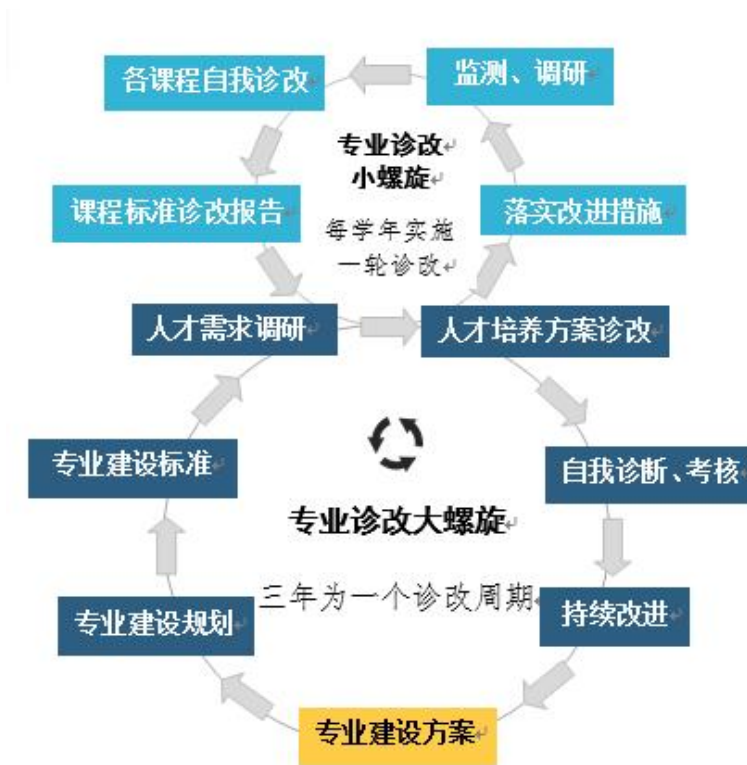 各课程自我诊改
监测、调研
专业诊改
小螺旋
课程标准诊改报告
落实改进措施
每学年实施
一轮诊改
人才需求调研
人才培养方案诊改
专业建设标准
自我诊断、考核
专业诊改大螺旋
三年为一个诊改周期
专业建设规划
持续改进
专业建设方案